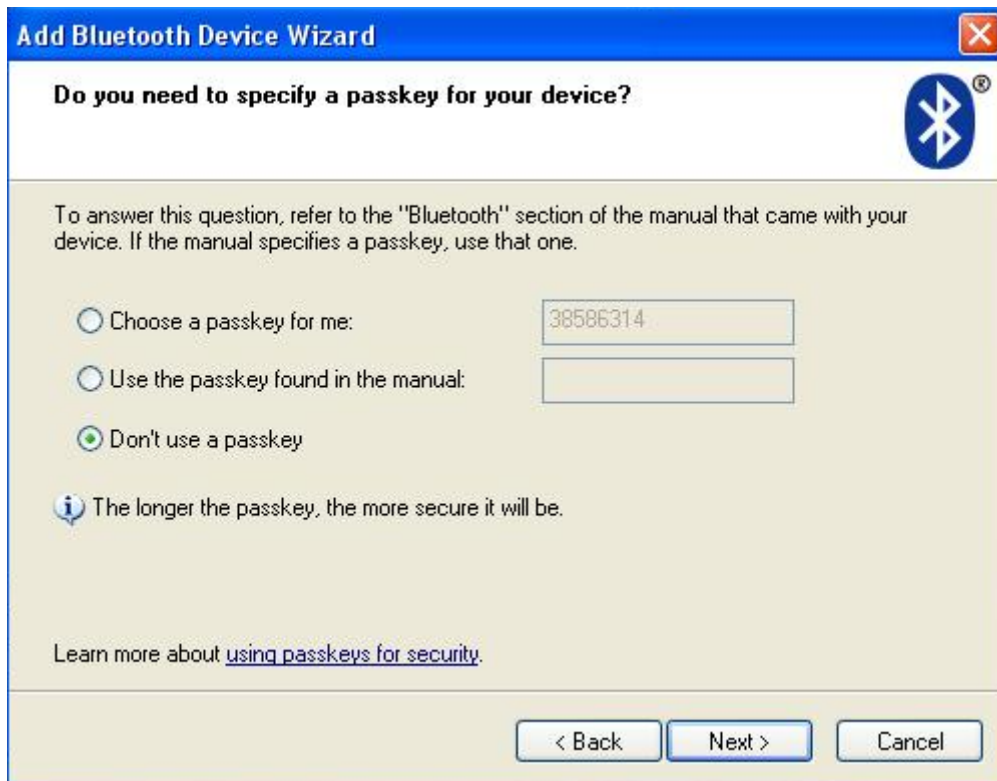 Add Bluetooth Device Wizard
Do you need to specify a passkey for your device?
®
To answer this question, refer to the "Bluetooth" section of the manual that came with your
device. If the manual specifies a passkey, use that one.
Choose a passkey for me: 38586314
Use the passkey found in the manual:
Don't use a passkey
The longer the passkey, the more secure it will be.
Learn more about using passkeys for security.
< Back Next > Cancel